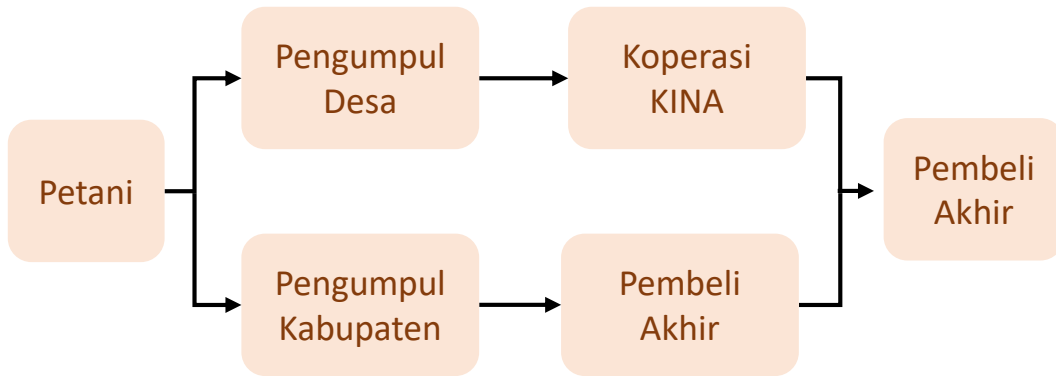 Petani
Pengumpul
Desa
Koperasi
KINA
Pengumpul
Kabupaten
Pembeli
Akhir
Pembeli
Akhir